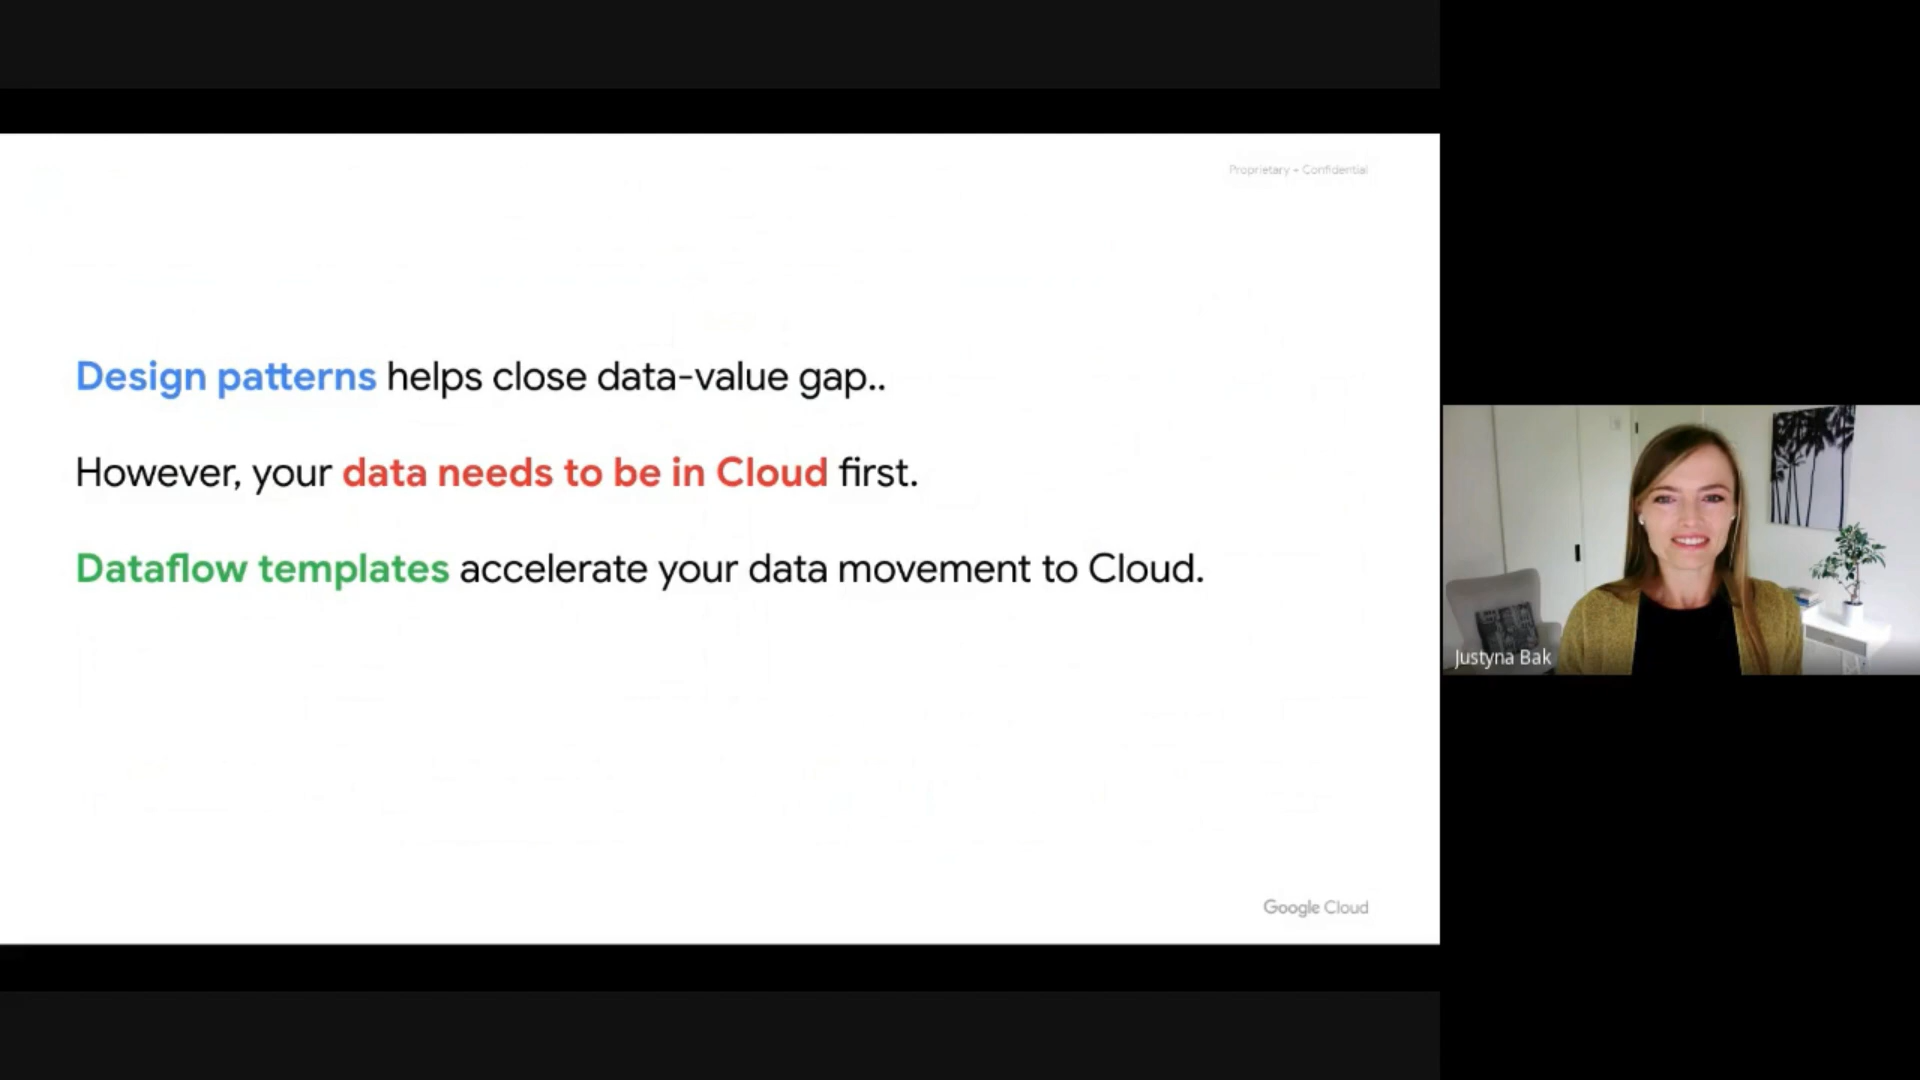 Proprietary + Confidential
Design patterns helps close data-value gap..
However, your data needs to be in Cloud first.
Dataflow templates accelerate your data movement to Cloud.
Justyna Bak
Google Cloud